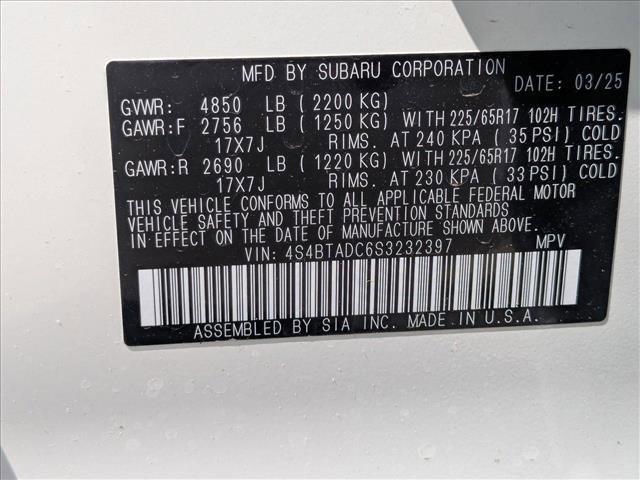 MFD BY SUBARU CORPORATION DATE: 03/25
GVWR: 4850 LB ( 2200 KG)
GAWR:F 2756 LB ( 1250 KG) WITH 225/65R17 102H TIRES.
17X7J RIMS. AT 240 KPA ( 35 PSI) COLD
GAWR:R 2690 LB ( 1220 KG) WITH 225/65R17 102H TIRES.
17X7J RIMS. AT 230 KPA ( 33 PSI) COLD
THIS VEHICLE CONFORMS TO ALL APPLICABLE FEDERAL MOTOR
VEHICLE SAFETY AND THEFT PREVENTION STANDARDS
IN EFFECT ON THE DATE OF MANUFACTURE SHOWN ABOVE.
VIN: 4S4BTADC6S3232397 MPV
ASSEMBLED BY SIA INC. MADE IN U.S.A.